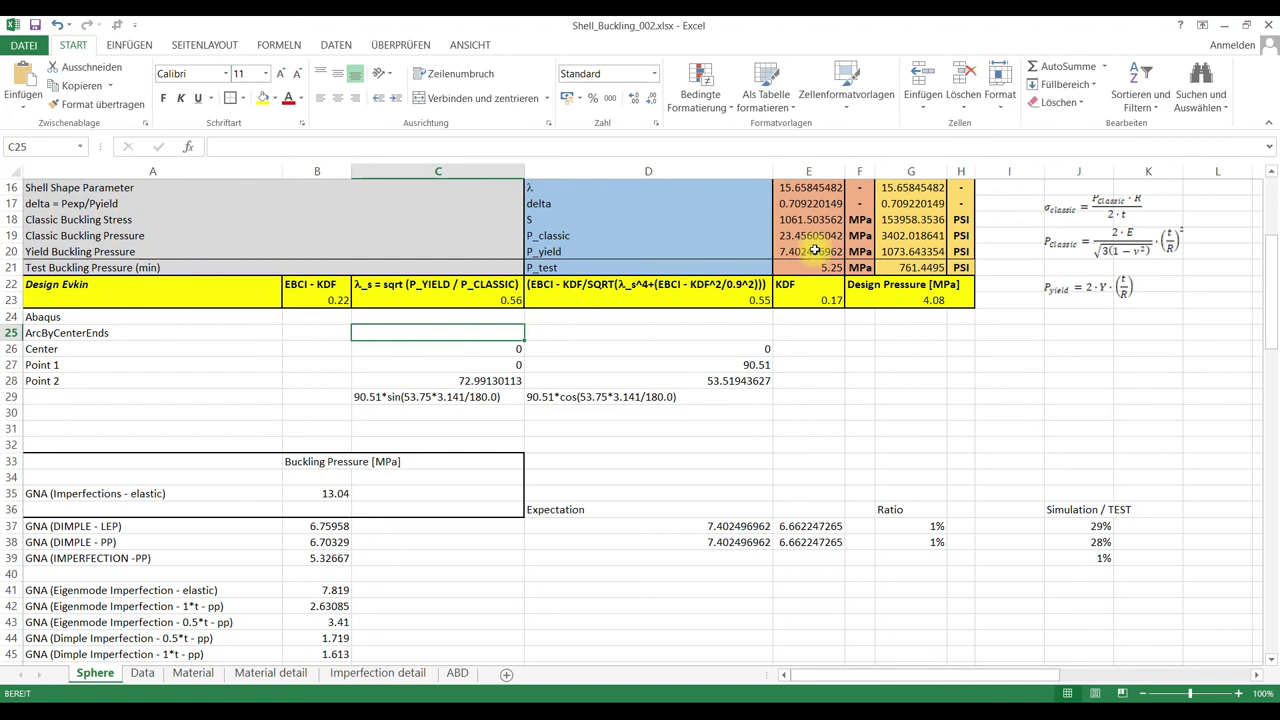 Shell_Buckling_002.xlsx - Excel
DATEI START EINFÜGEN SEITENLAYOUT FORMELN DATEN ÜBERPRÜFEN ANSICHT Anmelden
Einfügen
Ausschneiden
Kopieren
Format übertragen
Zwischenablage
Calibri 11
F K U
Schriftart
Zeilenumbruch
Verbinden und zentrieren
Ausrichtung
Standard
% 000
Zahl
Bedingte Formatierung
Als Tabelle formatieren
Zellenformatvorlagen
Formatvorlagen
Einfügen Löschen Format
Zellen
AutoSumme
Füllbereich
Löschen
Sortieren und Filtern
Suchen und Auswählen
Bearbeiten
C25
A B C D E F G H I J K L
16 Shell Shape Parameter λ 15.65845482 - 15.65845482 -
17 delta = Pexp/Pyield delta 0.709220149 - 0.709220149 -
18 Classic Buckling Stress S 1061.503562 MPa 153958.3536 PSI
19 Classic Buckling Pressure P_classic 23.45605042 MPa 3402.018641 PSI
20 Yield Buckling Pressure P_yield 7.402496962 MPa 1073.643354 PSI
21 Test Buckling Pressure (min) P_test 5.25 MPa 761.4495 PSI
22 Design Evkin EBCI - KDF λ_s = sqrt (P_YIELD / P_CLASSIC) (EBCI - KDF/SQRT(λ_s^4+(EBCI - KDF^2/0.9^2))) KDF Design Pressure [MPa]
23 0.22 0.56 0.55 0.17 4.08
24 Abaqus
25 ArcByCenterEnds
26 Center 0 0
27 Point 1 0 90.51
28 Point 2 72.99130113 53.51943627
29 90.51*sin(53.75*3.141/180.0) 90.51*cos(53.75*3.141/180.0)
30
31
32
33 Buckling Pressure [MPa]
34
35 GNA (Imperfections - elastic) 13.04
36 Expectation Ratio Simulation / TEST
37 GNA (DIMPLE - LEP) 6.75958 7.402496962 6.662247265 1% 29%
38 GNA (DIMPLE - PP) 6.70329 7.402496962 6.662247265 1% 28%
39 GNA (IMPERFECTION -PP) 5.32667 1%
40
41 GNA (Eigenmode Imperfection - elastic) 7.819
42 GNA (Eigenmode Imperfection - 1*t - pp) 2.63085
43 GNA (Eigenmode Imperfection - 0.5*t - pp) 3.41
44 GNA (Dimple Imperfection - 0.5*t - pp) 1.719
45 GNA (Dimple Imperfection - 1*t - pp) 1.613
σ_classic = P_Classic · R / 2 · t
P_Classic = 2 · E / √3(1 − ν²) · (t/R)²
P_yield = 2 · Y · (t/R)
Sphere Data Material Material detail Imperfection detail ABD
BEREIT 100%